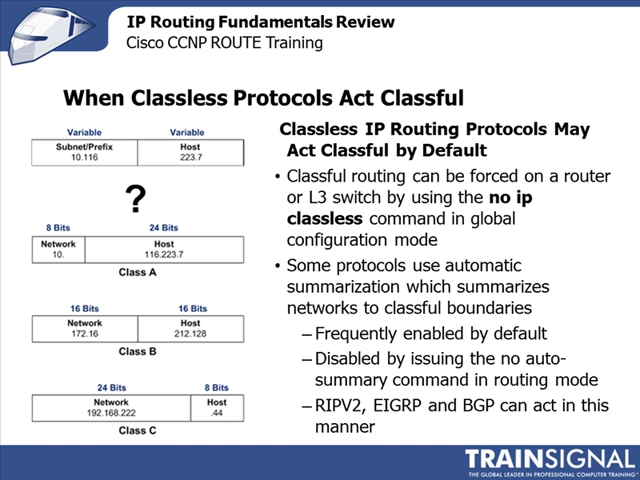 IP Routing Fundamentals Review
Cisco CCNP ROUTE Training
When Classless Protocols Act Classful
Variable Variable
Subnet/Prefix Host
10.116 223.7
?
8 Bits 24 Bits
Network Host
10. 116.223.7
Class A
16 Bits 16 Bits
Network Host
172.16 212.128
Class B
24 Bits 8 Bits
Network Host
192.168.222 .44
Class C
Classless IP Routing Protocols May
Act Classful by Default
• Classful routing can be forced on a router
or L3 switch by using the no ip
classless command in global
configuration mode
• Some protocols use automatic
summarization which summarizes
networks to classful boundaries
– Frequently enabled by default
– Disabled by issuing the no auto-
summary command in routing mode
– RIPV2, EIGRP and BGP can act in this
manner
TRAINSIGNAL
THE GLOBAL LEADER IN PROFESSIONAL COMPUTER TRAINING